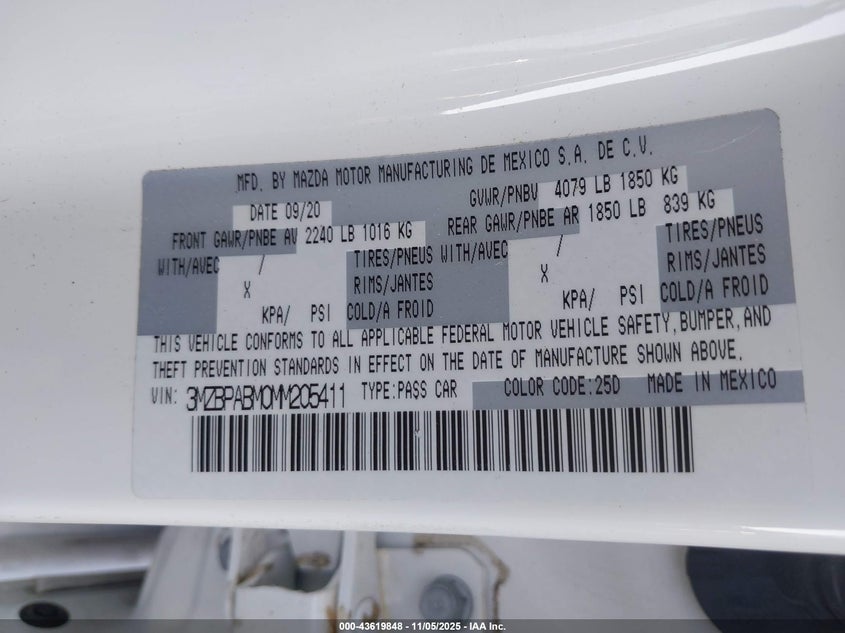 MFD. BY MAZDA MOTOR MANUFACTURING DE MEXICO S.A. DE C.V.
DATE 09/20 GVWR/PNBV 4079 LB 1850 KG
FRONT GAWR/PNBE AV 2240 LB 1016 KG REAR GAWR/PNBE AR 1850 LB 839 KG
WITH/AVEC / TIRES/PNEUS WITH/AVEC / TIRES/PNEUS
X RIMS/JANTES X RIMS/JANTES
KPA/ PSI COLD/A FROID KPA/ PSI COLD/A FROID
THIS VEHICLE CONFORMS TO ALL APPLICABLE FEDERAL MOTOR VEHICLE SAFETY, BUMPER, AND
THEFT PREVENTION STANDARDS IN EFFECT ON THE DATE OF MANUFACTURE SHOWN ABOVE.
VIN: 3MZBPABM0MM205411 TYPE:PASS CAR COLOR CODE:25D MADE IN MEXICO
000-43619848 - 11/05/2025 - IAA Inc.